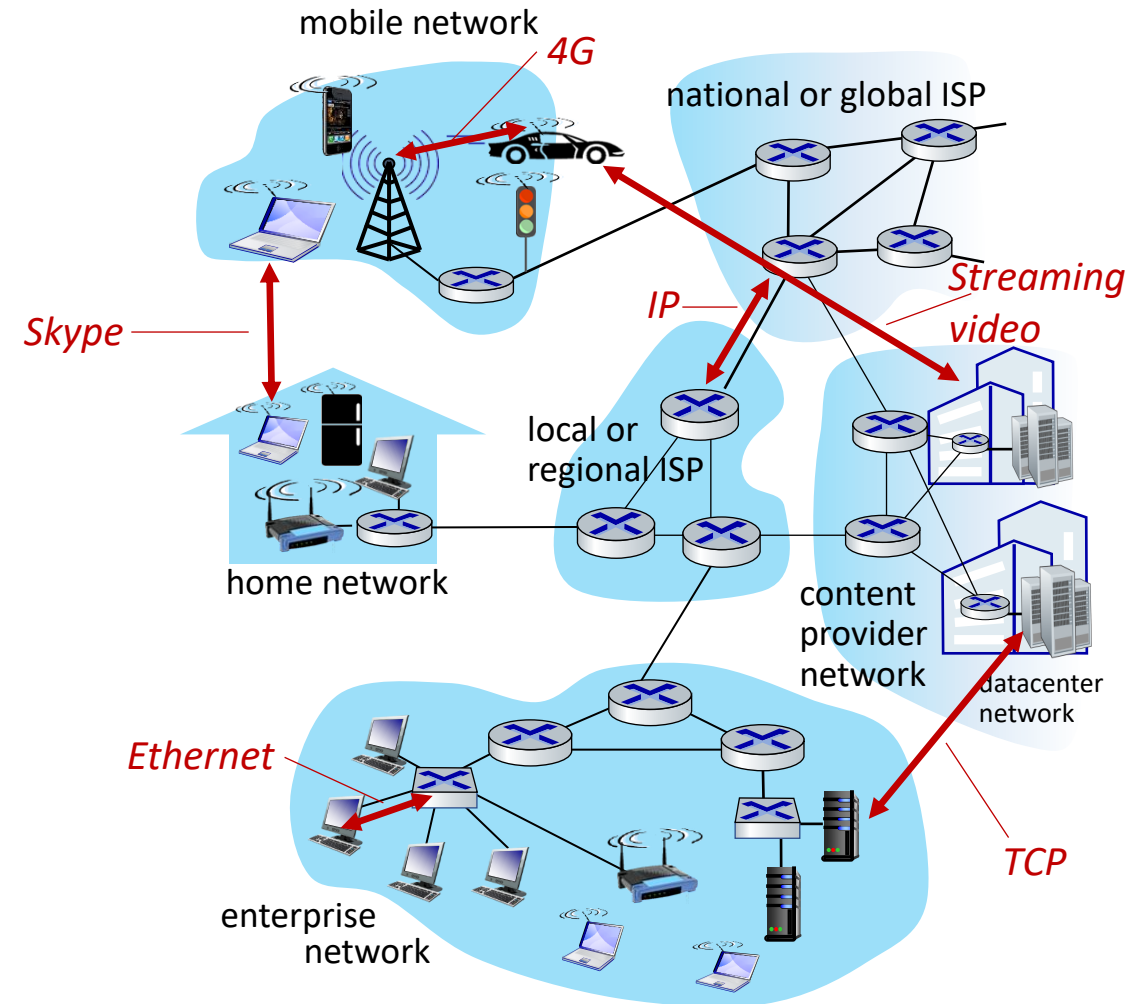 mobile network
4G
national or global ISP
Skype
IP
Streaming
video
local or
regional ISP
home network
content
provider
network
datacenter
network
Ethernet
TCP
enterprise
network